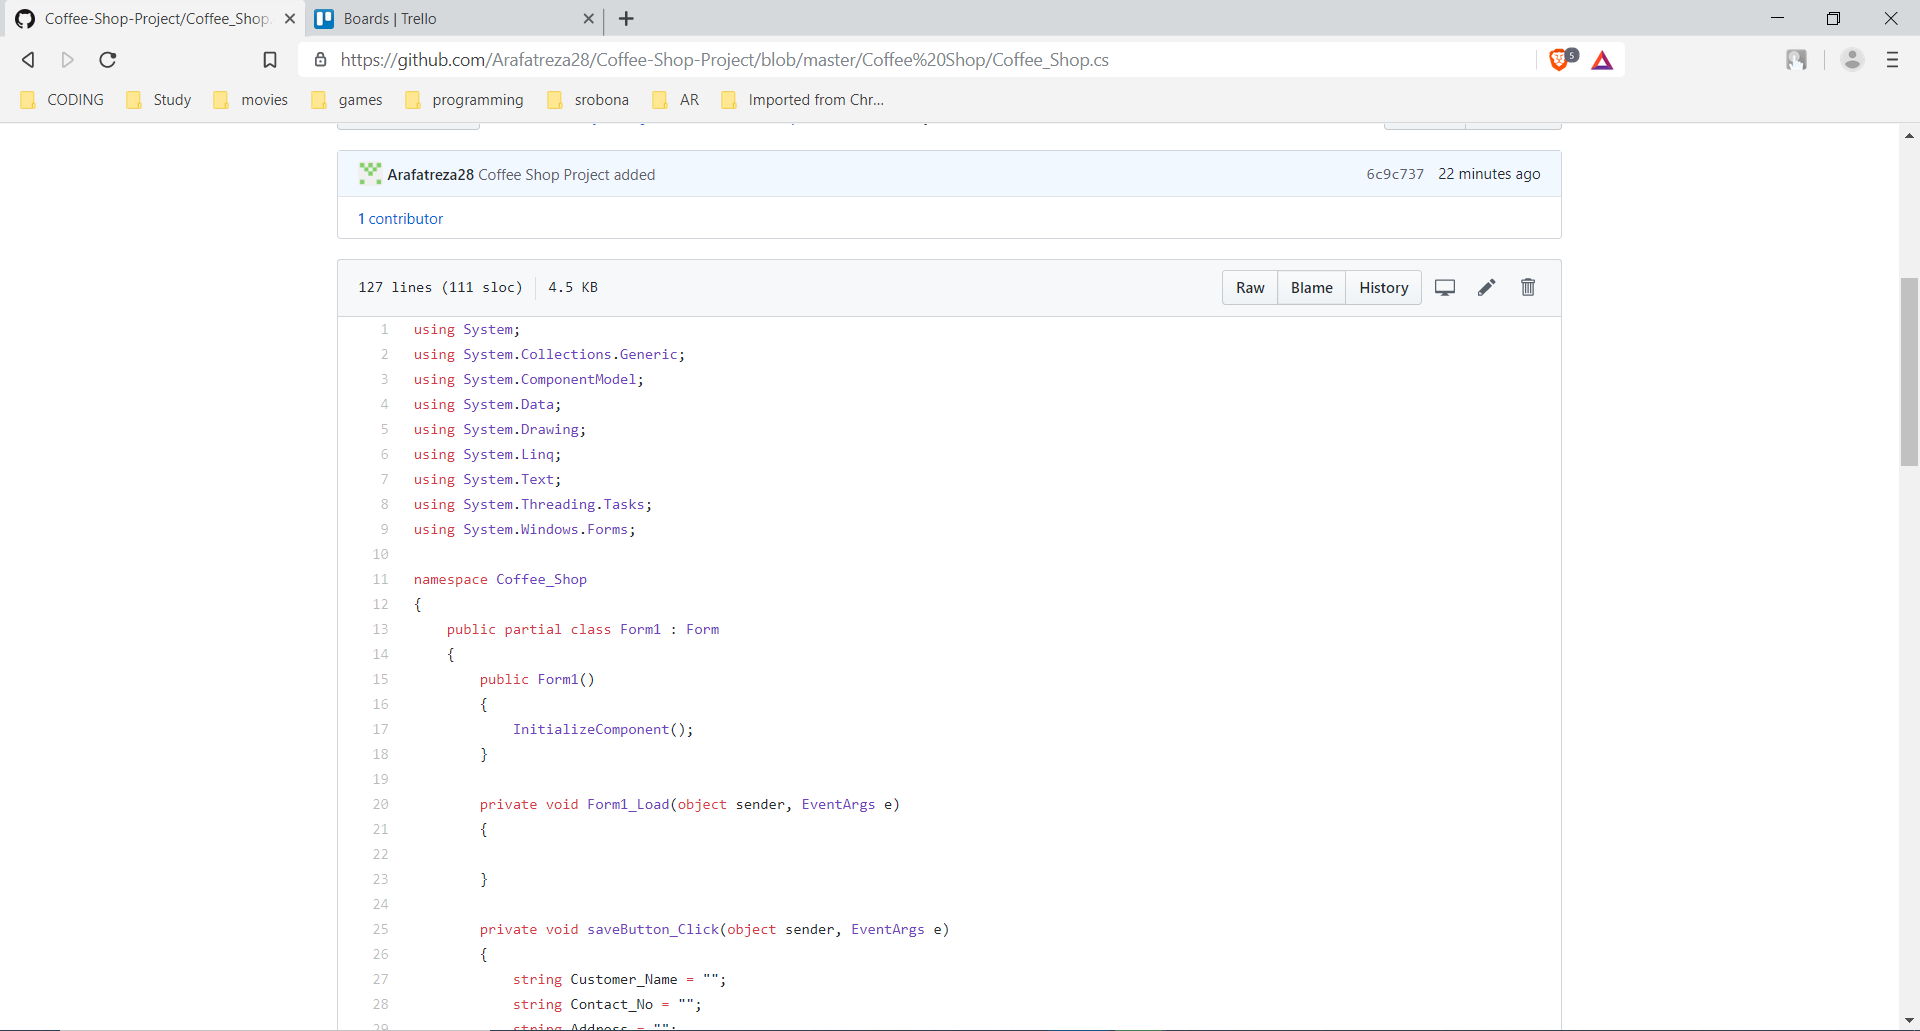 Coffee-Shop-Project/Coffee_Shop.
Boards | Trello
https://github.com/Arafatreza28/Coffee-Shop-Project/blob/master/Coffee%20Shop/Coffee_Shop.cs
5
CODING Study movies games programming srobona AR Imported from Chr...
Arafatreza28 Coffee Shop Project added 6c9c737 22 minutes ago
1 contributor
127 lines (111 sloc) 4.5 KB Raw Blame History
1 using System;
2 using System.Collections.Generic;
3 using System.ComponentModel;
4 using System.Data;
5 using System.Drawing;
6 using System.Linq;
7 using System.Text;
8 using System.Threading.Tasks;
9 using System.Windows.Forms;
10
11 namespace Coffee_Shop
12 {
13 public partial class Form1 : Form
14 {
15 public Form1()
16 {
17 InitializeComponent();
18 }
19
20 private void Form1_Load(object sender, EventArgs e)
21 {
22
23 }
24
25 private void saveButton_Click(object sender, EventArgs e)
26 {
27 string Customer_Name = "";
28 string Contact_No = "";
29 string Address = "";